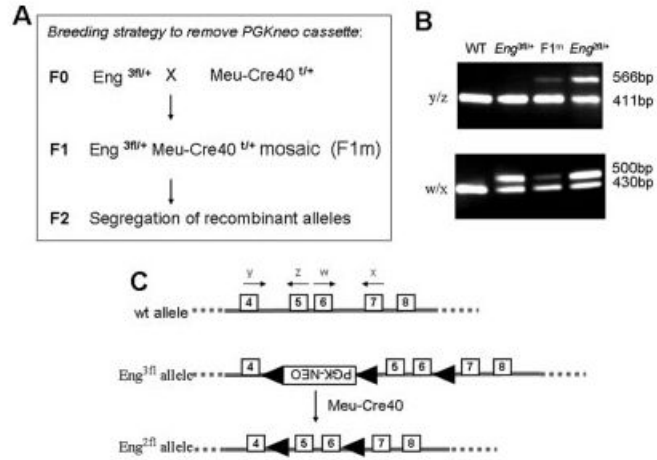 A
Breeding strategy to remove PGKneo cassette:
F0 Eng 3fl/+ X Meu-Cre40 t/+
F1 Eng 3fl/+ Meu-Cre40 t/+ mosaic (F1m)
F2 Segregation of recombinant alleles
B
WT Eng3fl/+ F1m Eng2fl/+
y/z
566bp
411bp
w/x
500bp
430bp
C
y z w x
wt allele 4 5 6 7 8
Eng3fl allele 4 PGK-NEO 5 6 7 8
Meu-Cre40
Eng2fl allele 4 5 6 7 8